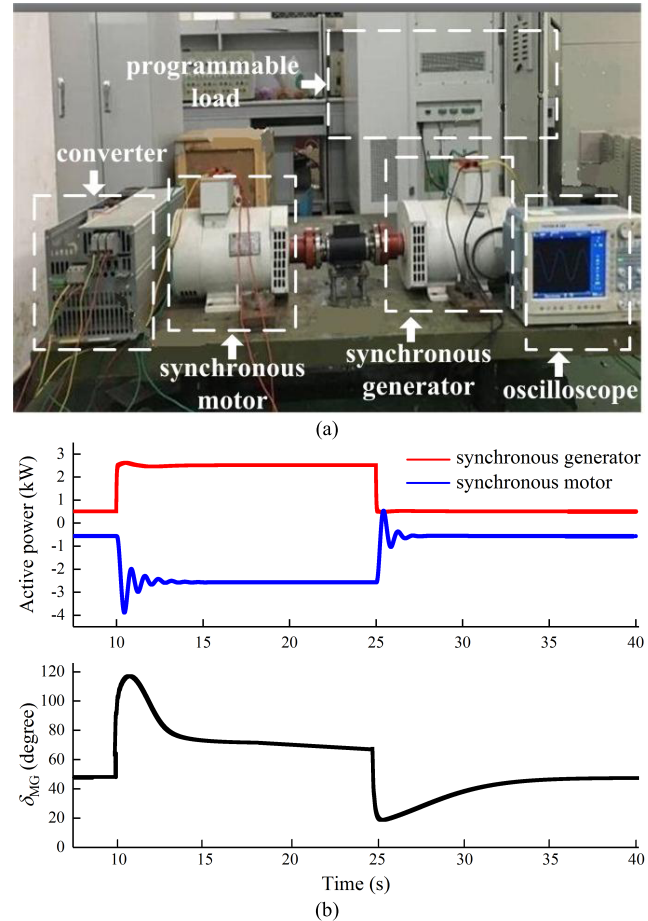 programmable
load
converter
synchronous
motor
synchronous
generator
oscilloscope
(a)
Active power (kW)
3
2
1
0
-1
-2
-3
-4
synchronous generator
synchronous motor
10 15 20 25 30 35 40
δMG (degree)
120
100
80
60
40
20
0
10 15 20 25 30 35 40
Time (s)
(b)